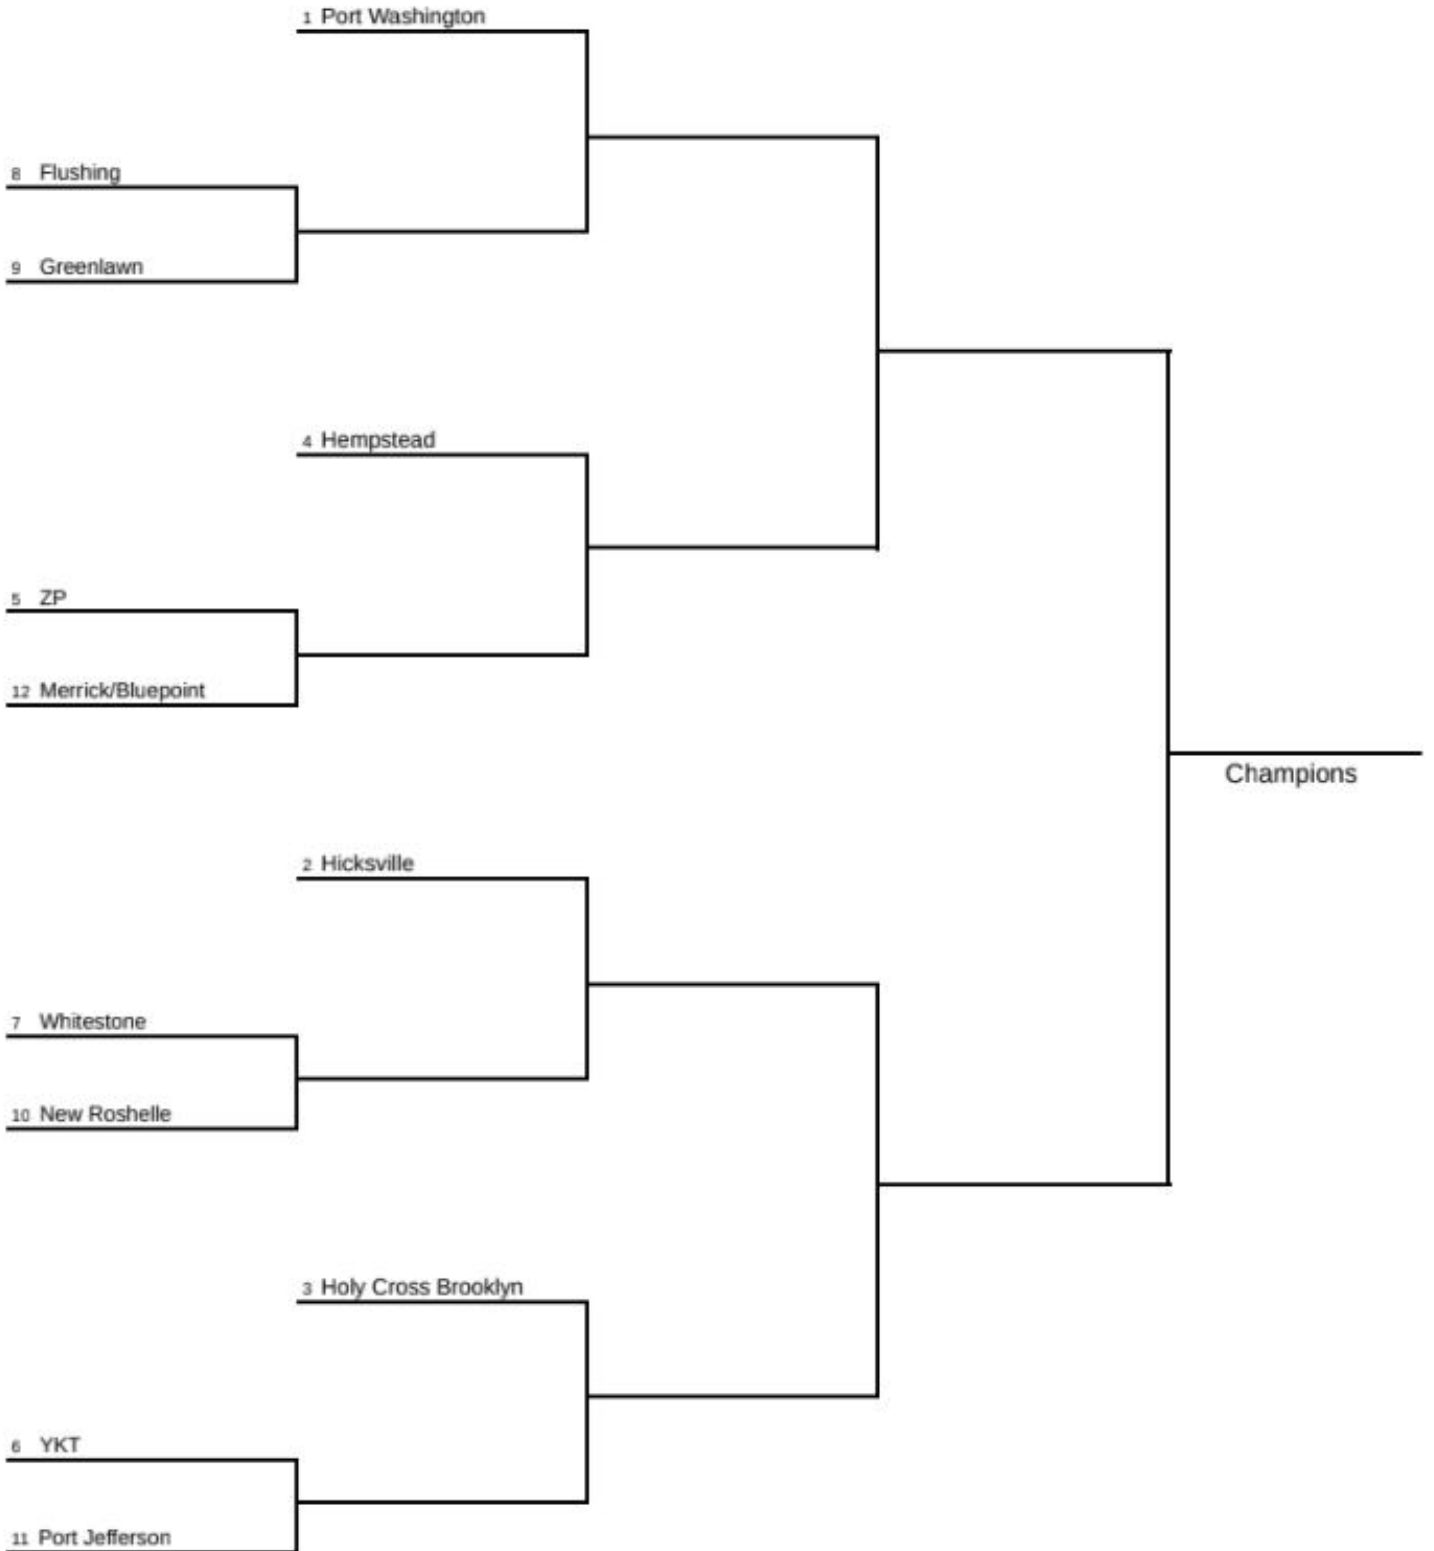 1 Port Washington
8 Flushing
9 Greenlawn
4 Hempstead
5 ZP
12 Merrick/Bluepoint
Champions
2 Hicksville
7 Whitestone
10 New Roshelle
3 Holy Cross Brooklyn
6 YKT
11 Port Jefferson